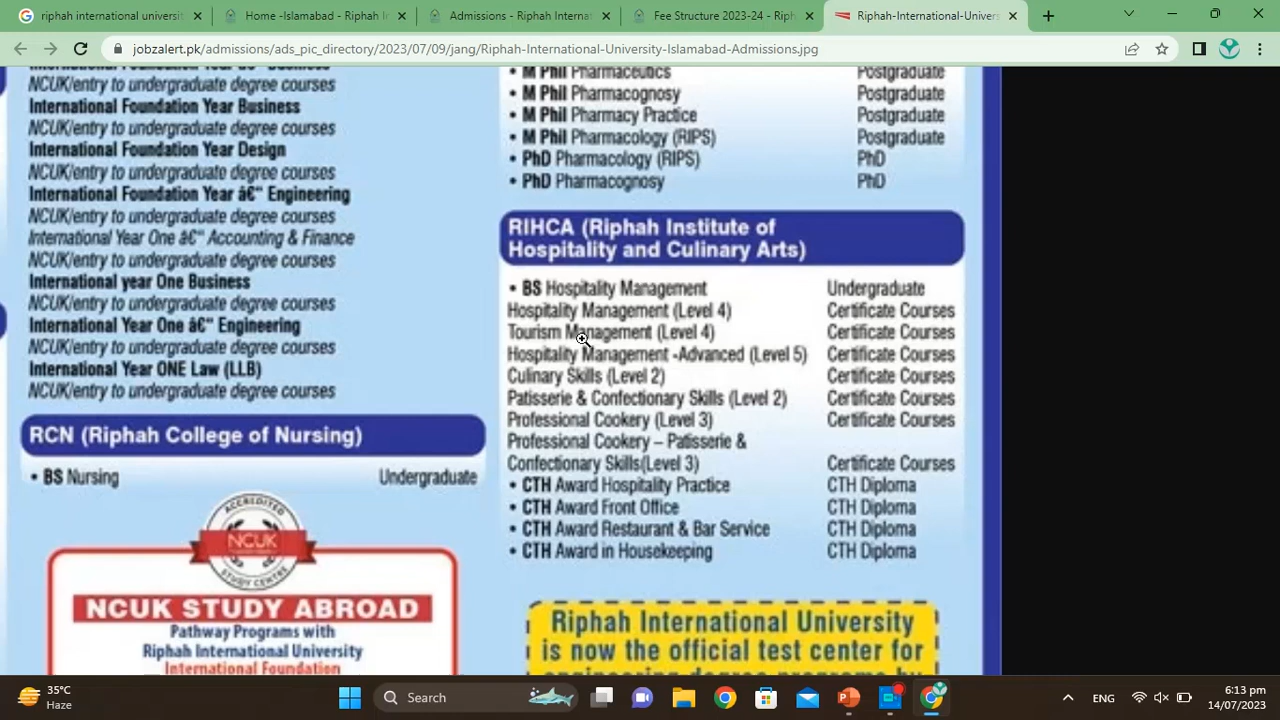 riphah international universit
Home -Islamabad - Riphah In
Admissions - Riphah Internat
Fee Structure 2023-24 - Riph
Riphah-International-Univers
jobzalert.pk/admissions/ads_pic_directory/2023/07/09/jang/Riphah-International-University-Islamabad-Admissions.jpg
NCUK/entry to undergraduate degree courses
International Foundation Year Business
NCUK/entry to undergraduate degree courses
International Foundation Year Design
NCUK/entry to undergraduate degree courses
International Foundation Year â€“ Engineering
NCUK/entry to undergraduate degree courses
International Year One â€“ Accounting & Finance
NCUK/entry to undergraduate degree courses
International year One Business
NCUK/entry to undergraduate degree courses
International Year One â€“ Engineering
NCUK/entry to undergraduate degree courses
International Year ONE Law (LLB)
NCUK/entry to undergraduate degree courses
RCN (Riphah College of Nursing)
• BS Nursing Undergraduate
ACCREDITED
NCUK
STUDY CENTRE
NCUK STUDY ABROAD
Pathway Programs with
Riphah International University
International Foundation
• M Phil Pharmaceutics Postgraduate
• M Phil Pharmacognosy Postgraduate
• M Phil Pharmacy Practice Postgraduate
• M Phil Pharmacology (RIPS) Postgraduate
• PhD Pharmacology (RIPS) PhD
• PhD Pharmacognosy PhD
RIHCA (Riphah Institute of
Hospitality and Culinary Arts)
• BS Hospitality Management Undergraduate
Hospitality Management (Level 4) Certificate Courses
Tourism Management (Level 4) Certificate Courses
Hospitality Management -Advanced (Level 5) Certificate Courses
Culinary Skills (Level 2) Certificate Courses
Patisserie & Confectionary Skills (Level 2) Certificate Courses
Professional Cookery (Level 3) Certificate Courses
Professional Cookery – Patisserie &
Confectionary Skills(Level 3) Certificate Courses
• CTH Award Hospitality Practice CTH Diploma
• CTH Award Front Office CTH Diploma
• CTH Award Restaurant & Bar Service CTH Diploma
• CTH Award in Housekeeping CTH Diploma
Riphah International University
is now the official test center for
engineering degree programs by
35°C
Haze
Search
ENG
6:13 pm
14/07/2023